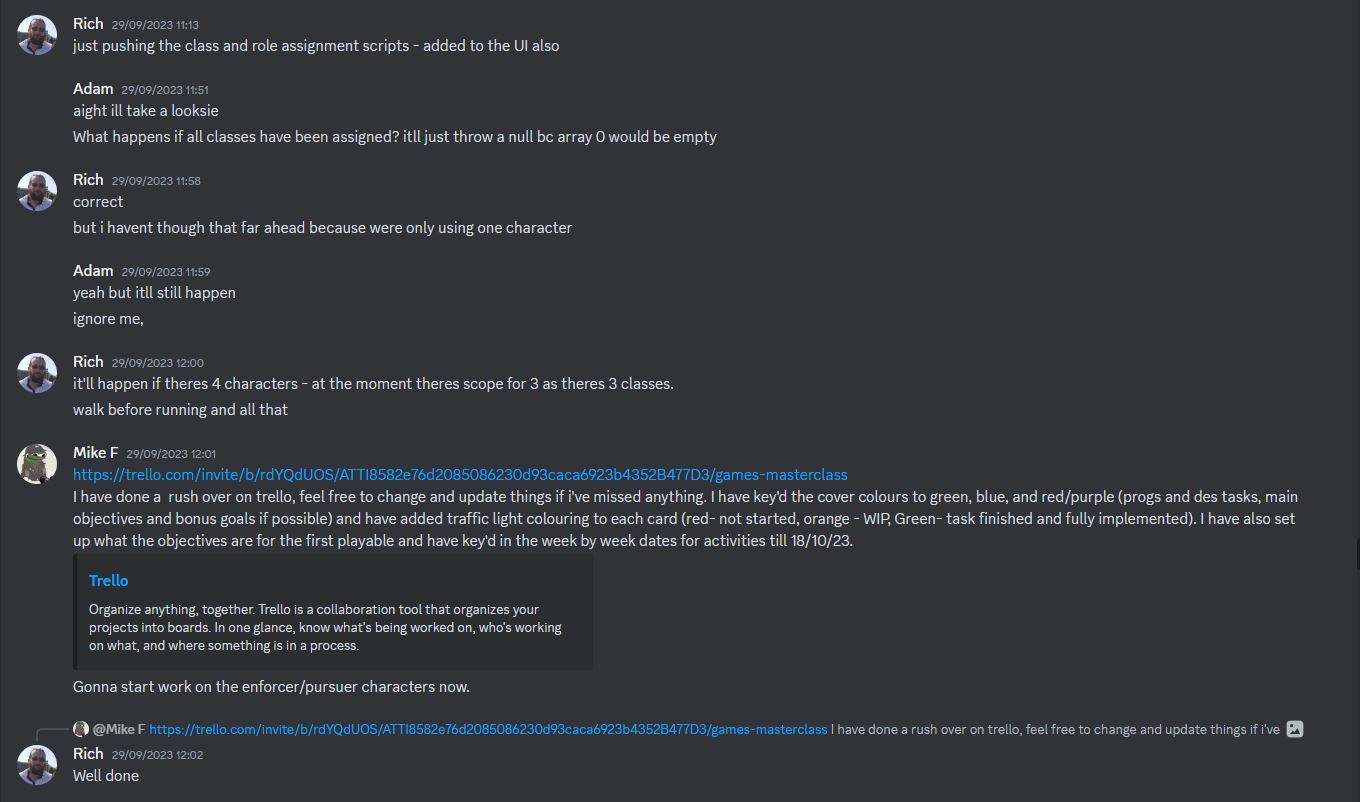 Rich 29/09/2023 11:13
just pushing the class and role assignment scripts - added to the UI also
Adam 29/09/2023 11:51
aight ill take a looksie
What happens if all classes have been assigned? itll just throw a null bc array 0 would be empty
Rich 29/09/2023 11:58
correct
but i havent though that far ahead because were only using one character
Adam 29/09/2023 11:59
yeah but itll still happen
ignore me,
Rich 29/09/2023 12:00
it'll happen if theres 4 characters - at the moment theres scope for 3 as theres 3 classes.
walk before running and all that
Mike F 29/09/2023 12:01
https://trello.com/invite/b/rdYQdUOS/ATTI8582e76d2085086230d93caca6923b4352B477D3/games-masterclass
I have done a rush over on trello, feel free to change and update things if i've missed anything. I have key'd the cover colours to green, blue, and red/purple (progs and des tasks, main
objectives and bonus goals if possible) and have added traffic light colouring to each card (red- not started, orange - WIP, Green- task finished and fully implemented). I have also set
up what the objectives are for the first playable and have key'd in the week by week dates for activities till 18/10/23.
Trello
Organize anything, together. Trello is a collaboration tool that organizes your
projects into boards. In one glance, know what's being worked on, who's working
on what, and where something is in a process.
Gonna start work on the enforcer/pursuer characters now.
@Mike F https://trello.com/invite/b/rdYQdUOS/ATTI8582e76d2085086230d93caca6923b4352B477D3/games-masterclass I have done a rush over on trello, feel free to change and update things if i've
Rich 29/09/2023 12:02
Well done